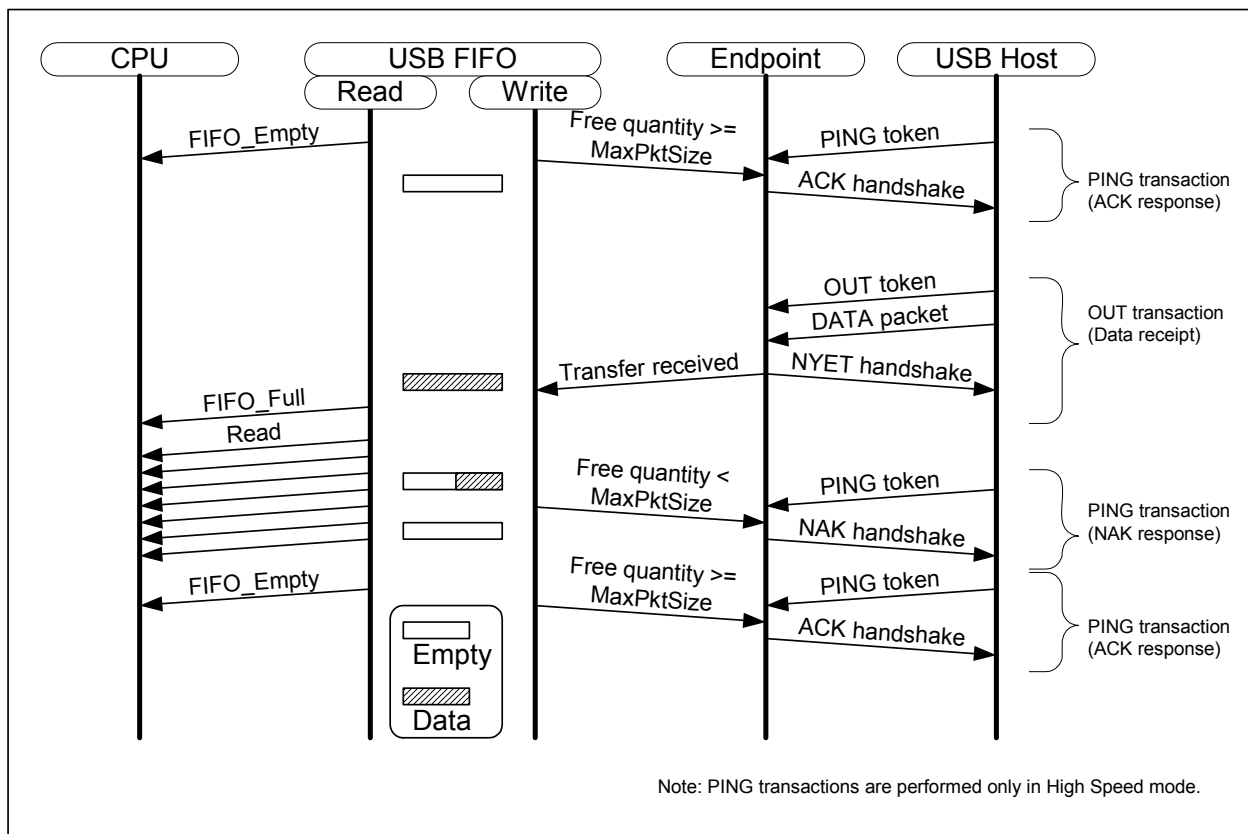 CPU
USB FIFO
Endpoint
USB Host
Read
Write
FIFO_Empty
Free quantity >=
MaxPktSize
PING token
ACK handshake
PING transaction
(ACK response)
OUT token
DATA packet
OUT transaction
(Data receipt)
Transfer received
NYET handshake
FIFO_Full
Read
Free quantity <
MaxPktSize
PING token
NAK handshake
PING transaction
(NAK response)
FIFO_Empty
Free quantity >=
MaxPktSize
PING token
ACK handshake
PING transaction
(ACK response)
Empty
Data
Note: PING transactions are performed only in High Speed mode.